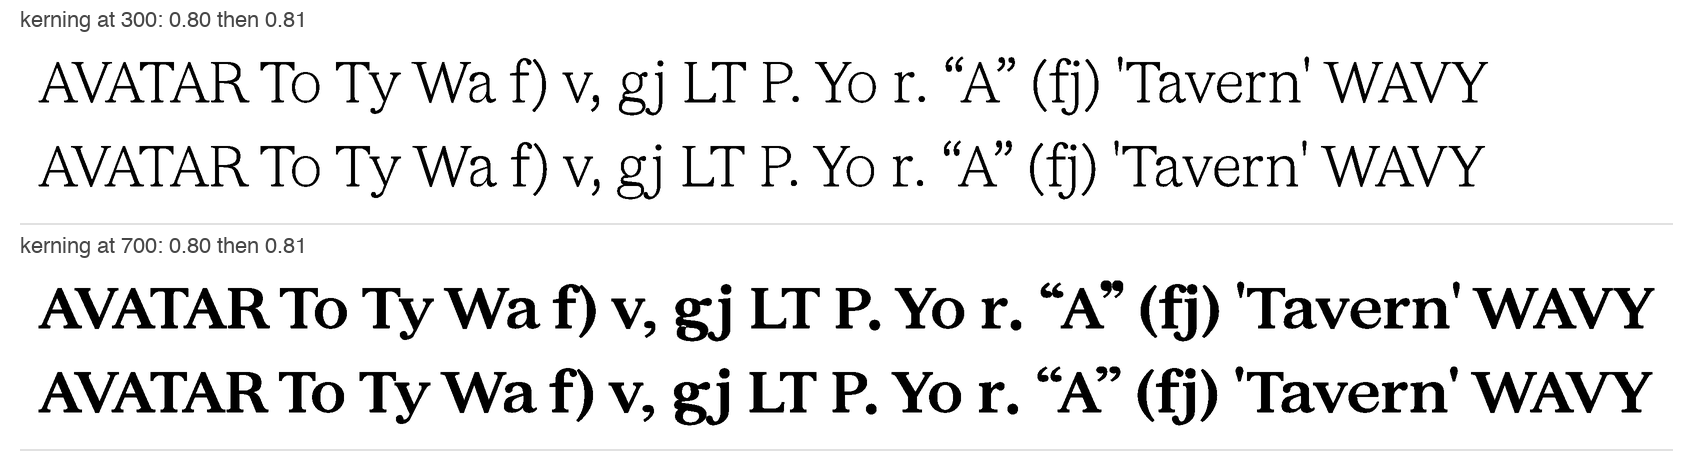 kerning at 300: 0.80 then 0.81
AVATAR To Ty Wa f) v, gj LT P. Yo r. “A” (fj) 'Tavern' WAVY
AVATAR To Ty Wa f) v, gj LT P. Yo r. “A” (fj) 'Tavern' WAVY
kerning at 700: 0.80 then 0.81
AVATAR To Ty Wa f) v, gj LT P. Yo r. “A” (fj) 'Tavern' WAVY
AVATAR To Ty Wa f) v, gj LT P. Yo r. “A” (fj) 'Tavern' WAVY